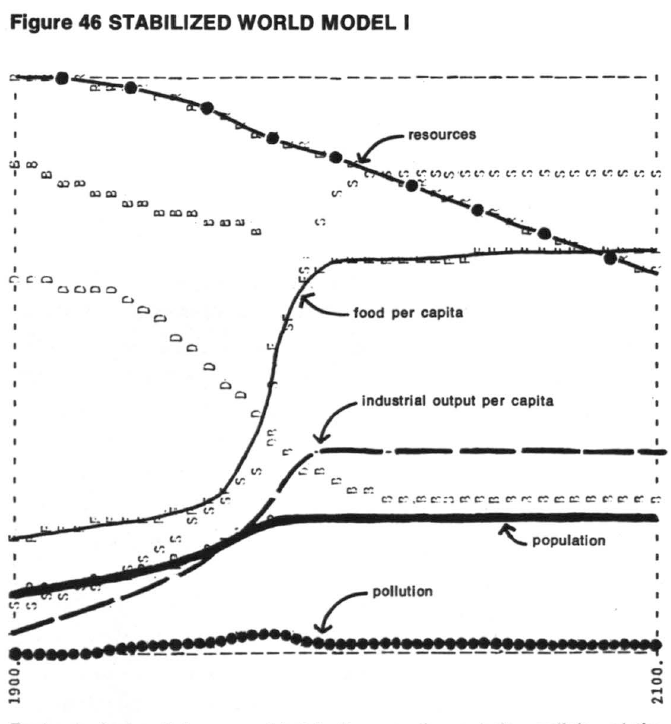 Figure 46 STABILIZED WORLD MODEL I
resources
food per capita
industrial output per capita
population
pollution
1900.
2100.